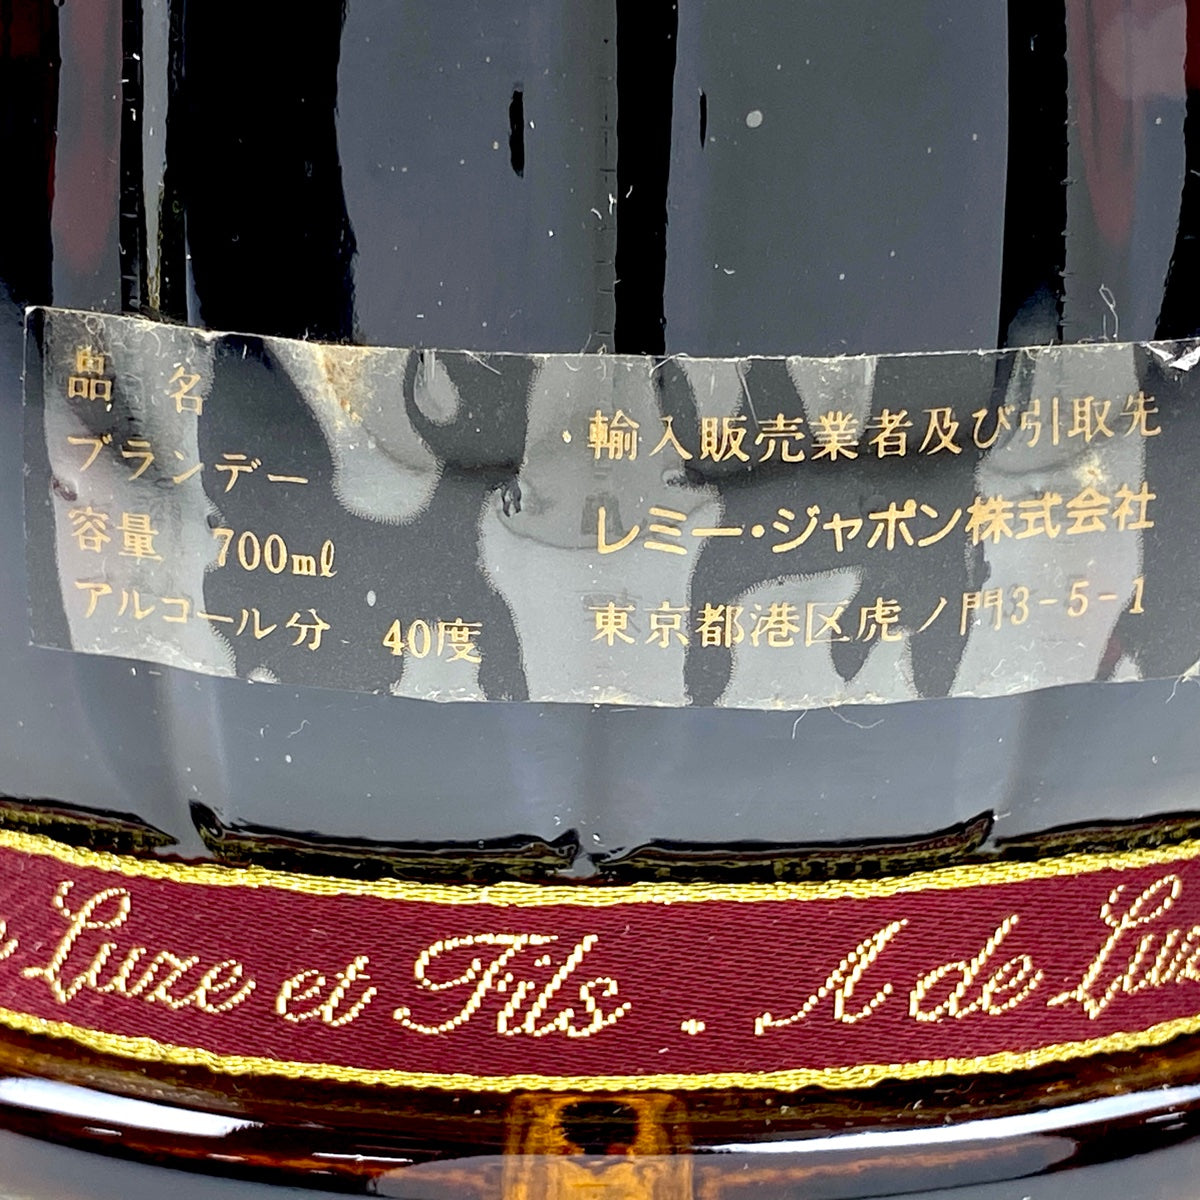 品 名
ブランデー
容量 700ml
アルコール分 40度
輸入販売業者及び引取先
レミー・ジャポン株式会社
東京都港区虎ノ門3-5-1
Luze et Fils . A de Luz